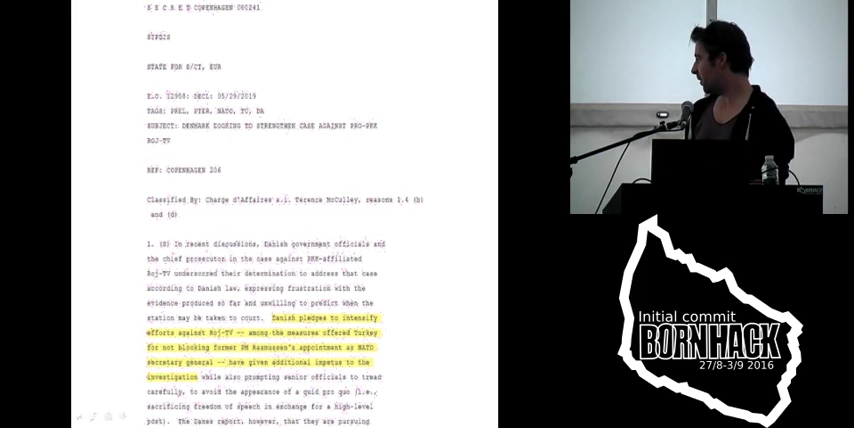 S E C R E T COPENHAGEN 000241
SIPDIS
STATE FOR S/CT, EUR
E.O. 12958: DECL: 05/29/2019
TAGS: PREL, PTER, NATO, TU, DA
SUBJECT: DENMARK LOOKING TO STRENGTHEN CASE AGAINST PRO-PKK
ROJ-TV
REF: COPENHAGEN 206
Classified By: Charge d'Affaires a.i. Terence McCulley, reasons 1.4 (b)
and (d)
1. (S) In recent discussions, Danish government officials and
the chief prosecutor in the case against PKK-affiliated
Roj-TV underscored their determination to address that case
according to Danish law, expressing frustration with the
evidence produced so far and unwilling to predict when the
station may be taken to court. Danish pledges to intensify
efforts against Roj-TV -- among the measures offered Turkey
for not blocking former PM Rasmussen's appointment as NATO
secretary general -- have given additional impetus to the
investigation while also prompting senior officials to tread
carefully, to avoid the appearance of a quid pro quo (i.e.,
sacrificing freedom of speech in exchange for a high-level
post). The Danes report, however, that they are pursuing
Initial commit
BORNHACK
27/8-3/9 2016
BORNHACK